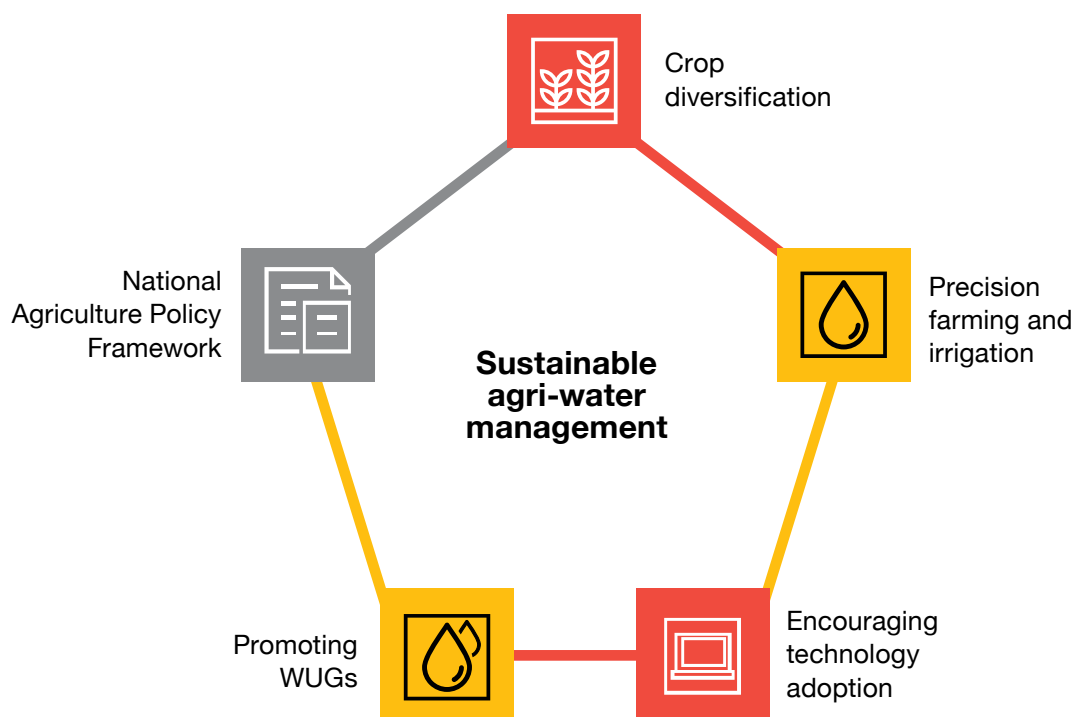 Crop
diversification
National
Agriculture Policy
Framework
Precision
farming and
irrigation
Sustainable
agri-water
management
Promoting
WUGs
Encouraging
technology
adoption